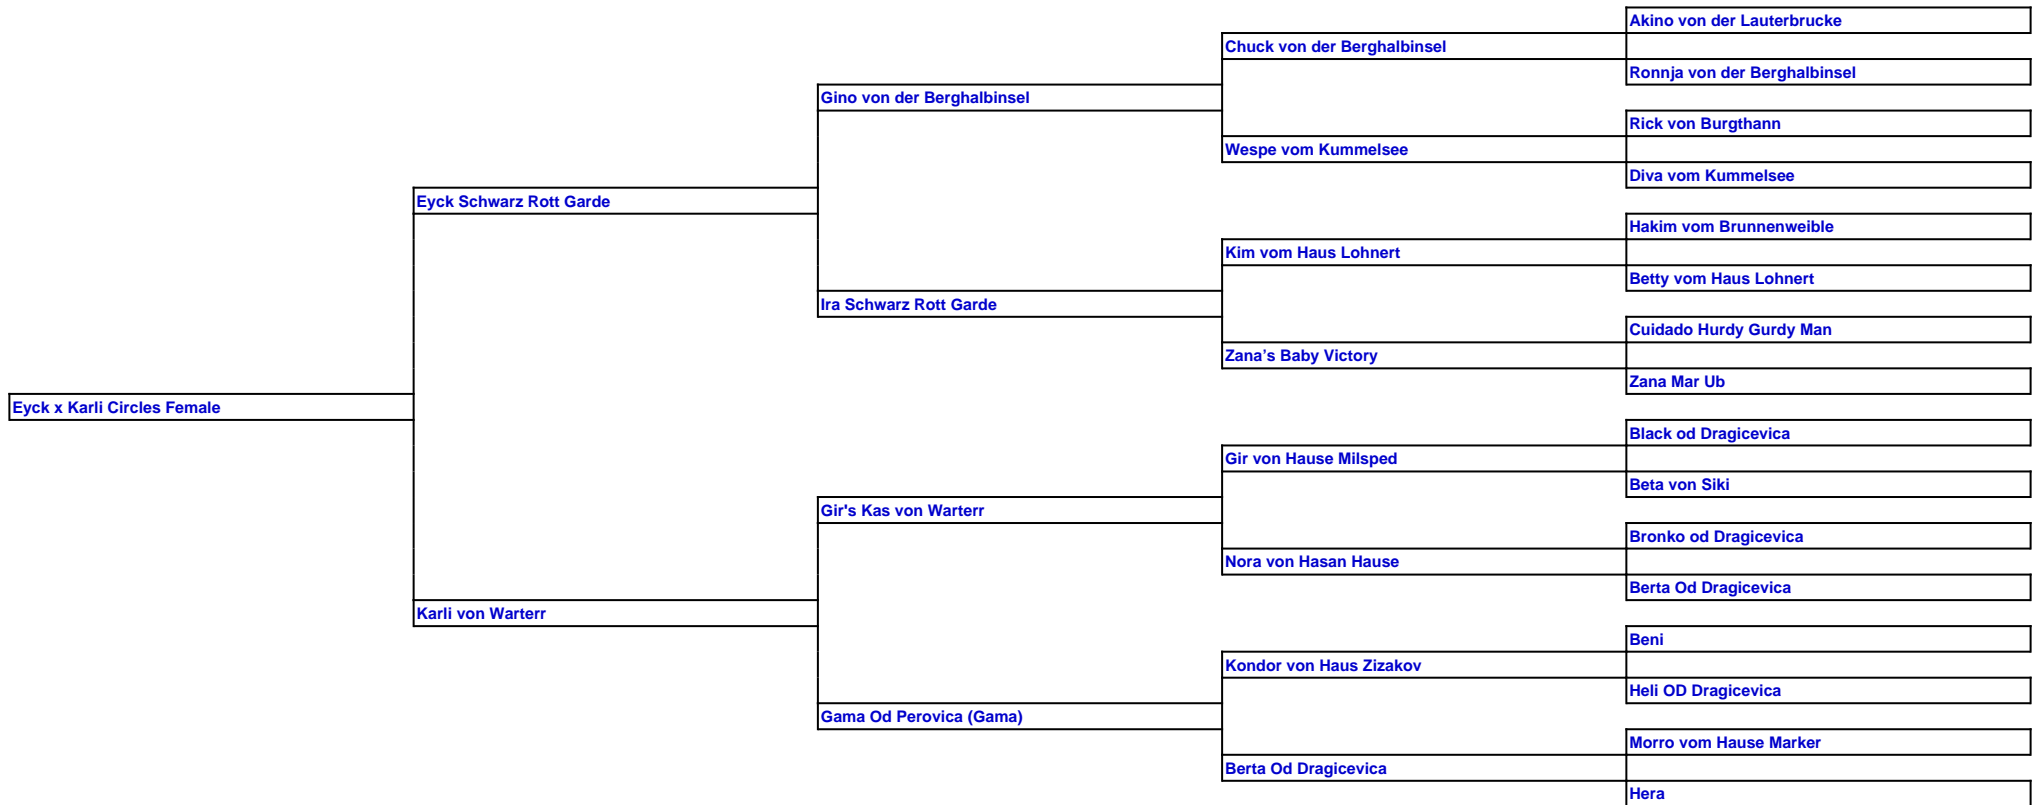 Akino von der Lauterbrucke
Chuck von der Berghalbinsel
Ronnja von der Berghalbinsel
Gino von der Berghalbinsel
Rick von Burgthann
Wespe vom Kummelsee
Diva vom Kummelsee
Eyck Schwarz Rott Garde
Hakim vom Brunnenweible
Kim vom Haus Lohnert
Betty vom Haus Lohnert
Ira Schwarz Rott Garde
Cuidado Hurdy Gurdy Man
Zana’s Baby Victory
Zana Mar Ub
Eyck x Karli Circles Female
Black od Dragicevica
Gir von Hause Milsped
Beta von Siki
Gir's Kas von Warterr
Bronko od Dragicevica
Nora von Hasan Hause
Berta Od Dragicevica
Karli von Warterr
Beni
Kondor von Haus Zizakov
Heli OD Dragicevica
Gama Od Perovica (Gama)
Morro vom Hause Marker
Berta Od Dragicevica
Hera